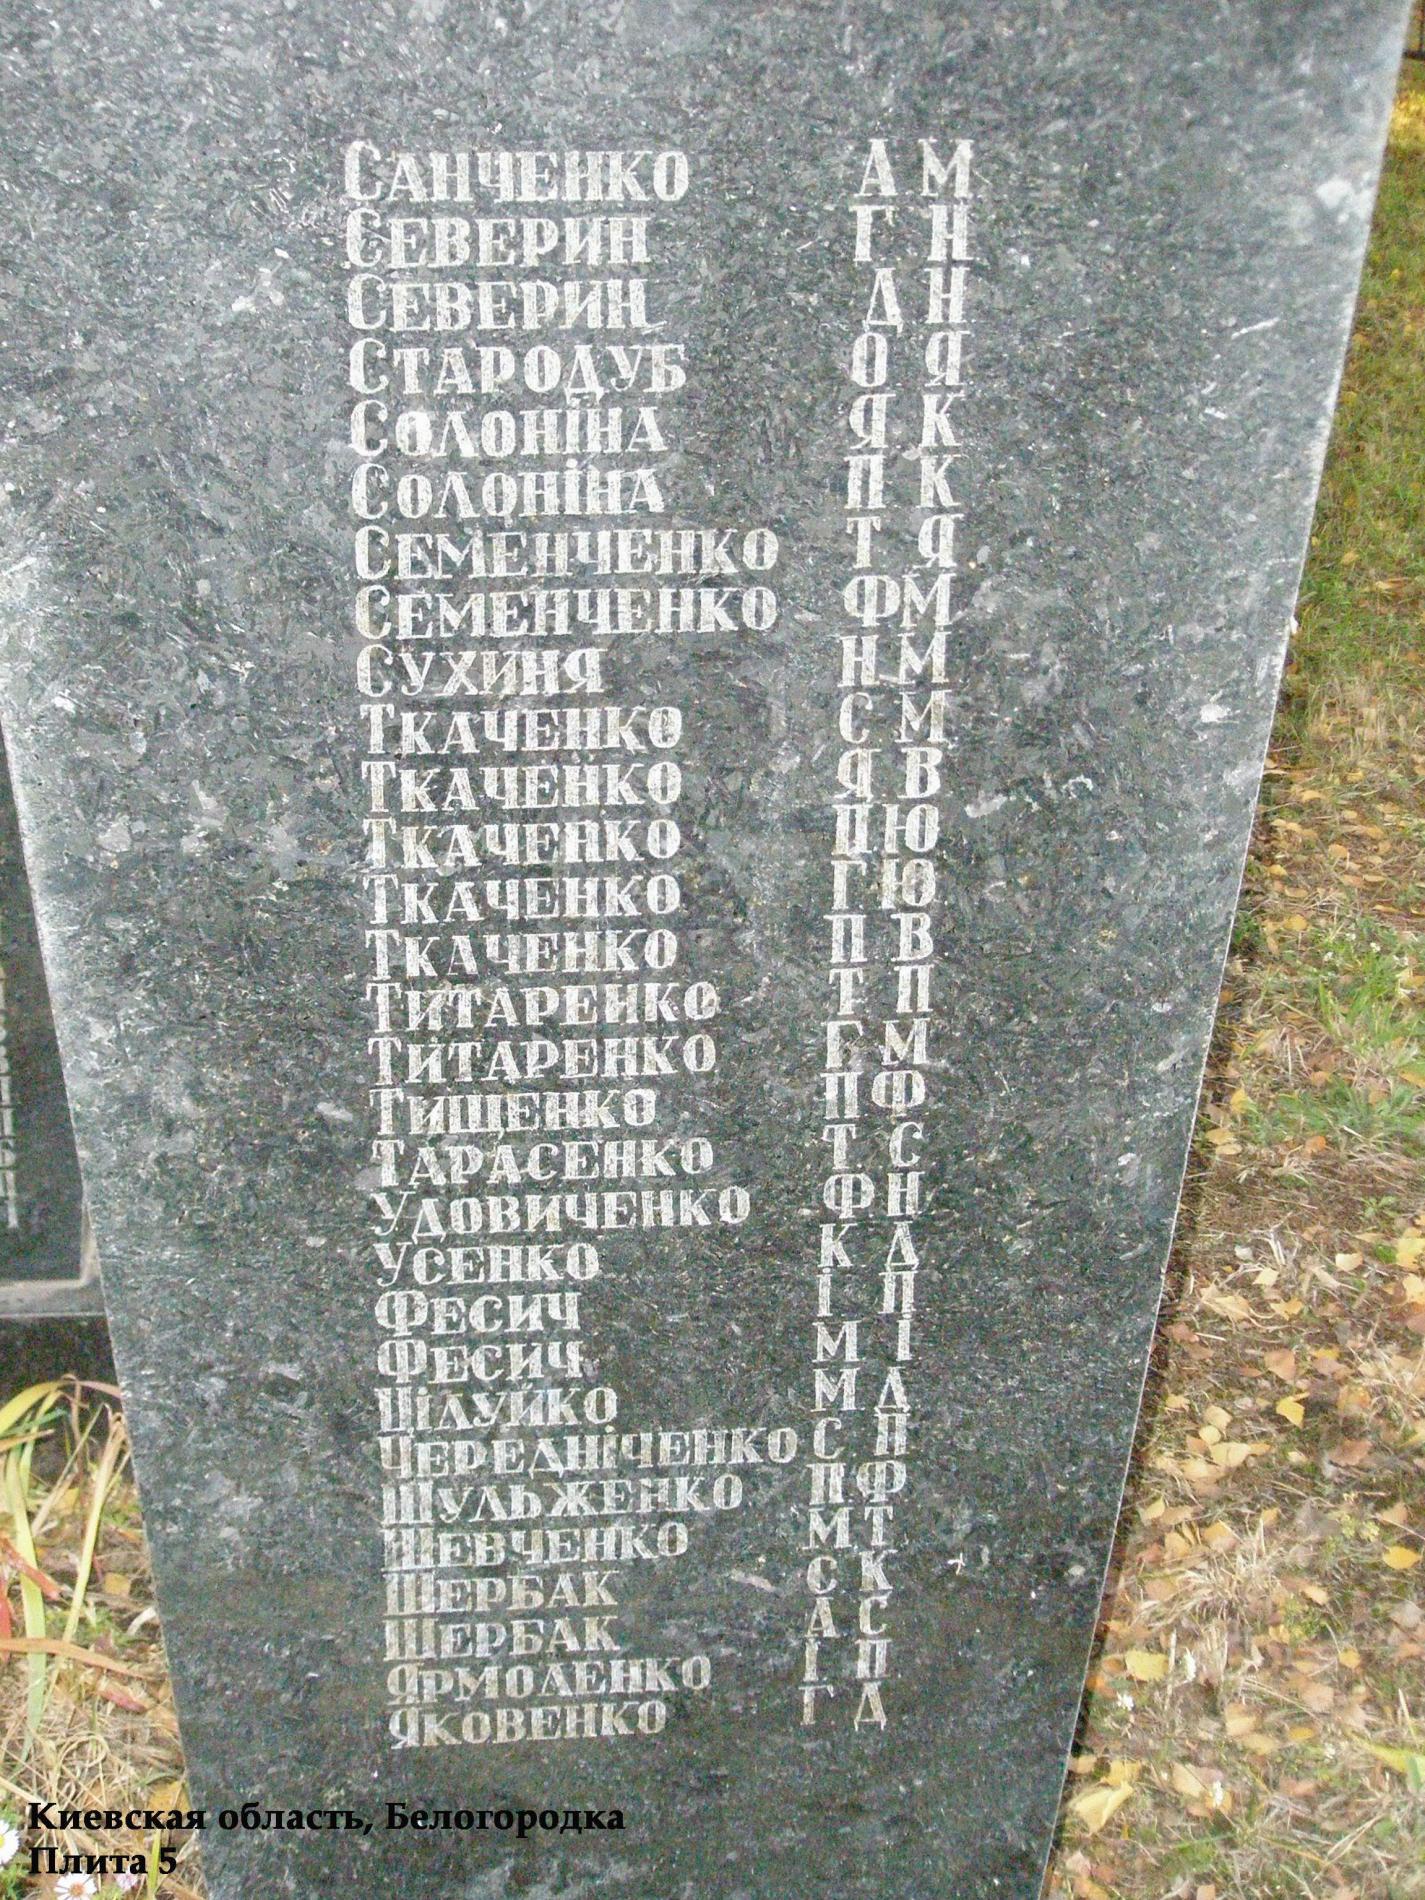 Санченко А М
Северин Г Н
Северин Д Н
Стародуб О Я
Солоніна Я К
Солоніна П К
Семенченко Т Я
Семенченко Ф М
Сухиня Н М
Ткаченко С М
Ткаченко Я В
Ткаченко П Ю
Ткаченко Г Ю
Ткаченко П В
Титаренко Т П
Титаренко Г М
Тищенко П Ф
Тарасенко Т С
Удовиченко Ф Н
Усенко К Д
Фесич І П
Фесич М І
Цілуйко М Д
Чередніченко С П
Шульженко П Ф
Шевченко М Т
Щербак С К
Щербак А С
Ярмоленко І П
Яковенко Г Д
Киевская область, Белогородка
Плита 5